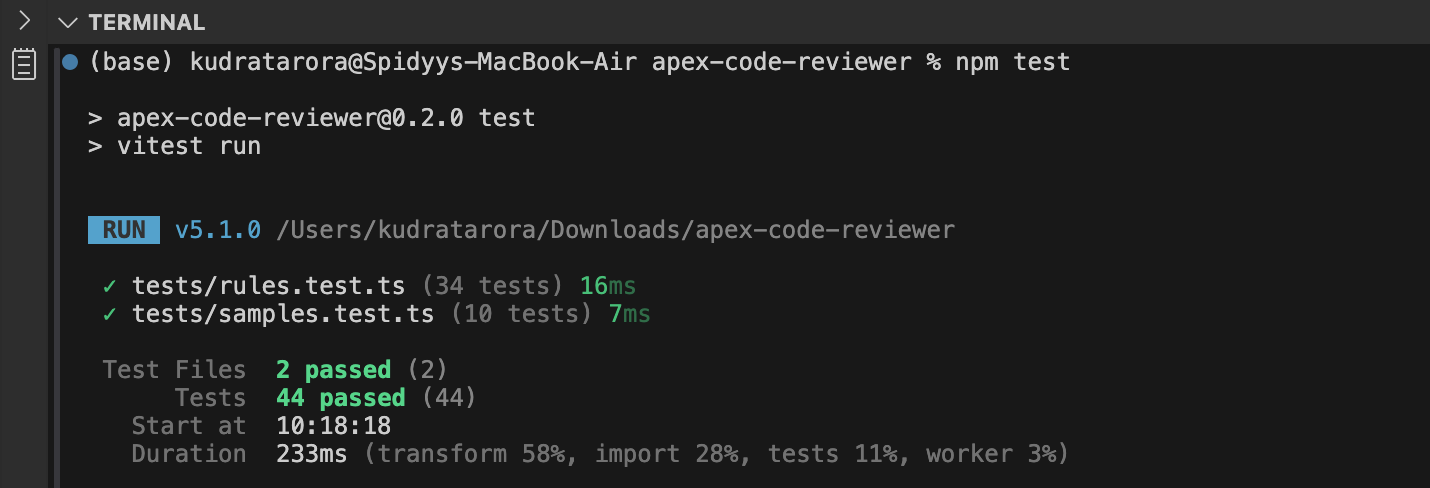 TERMINAL
(base) kudratarora@Spidyys-MacBook-Air apex-code-reviewer % npm test
> apex-code-reviewer@0.2.0 test
> vitest run
RUN v5.1.0 /Users/kudratarora/Downloads/apex-code-reviewer
✓ tests/rules.test.ts (34 tests) 16ms
✓ tests/samples.test.ts (10 tests) 7ms
Test Files 2 passed (2)
Tests 44 passed (44)
Start at 10:18:18
Duration 233ms (transform 58%, import 28%, tests 11%, worker 3%)